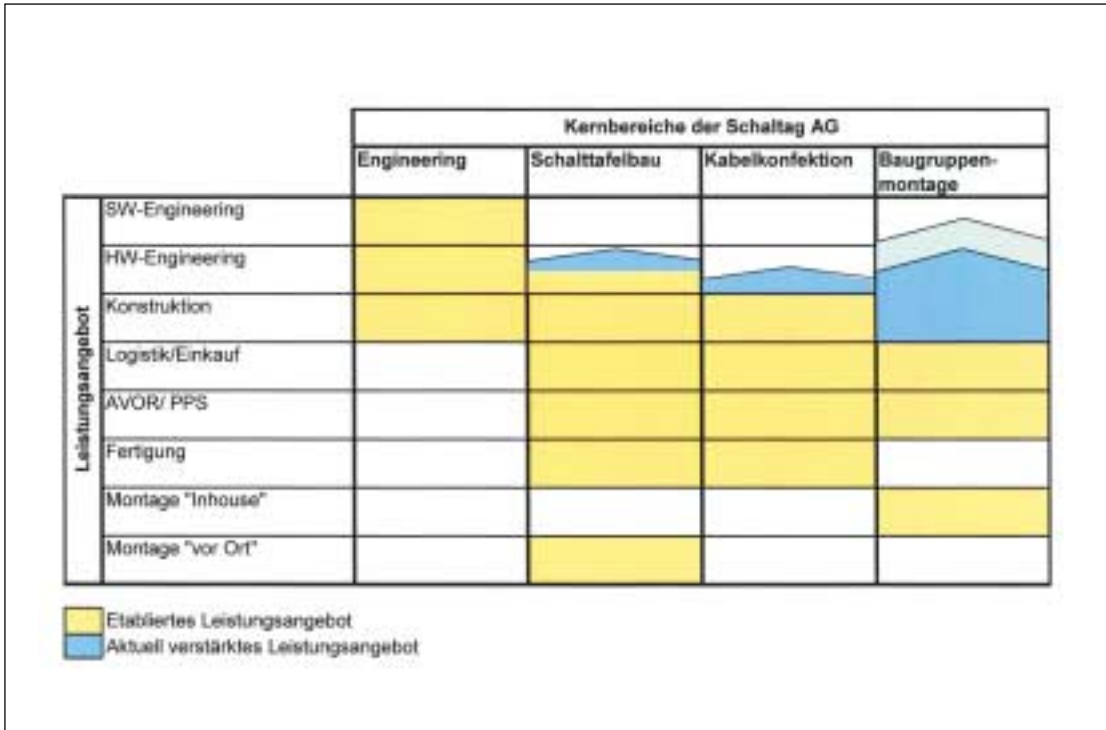 Kernbereiche der Schaltag AG
Engineering
Schalttafelbau
Kabelkonfektion
Baugruppen-
montage
Leistungsangebot
SW-Engineering
HW-Engineering
Konstruktion
Logistik/Einkauf
AVOR/ PPS
Fertigung
Montage "Inhouse"
Montage "vor Ort"
Etabliertes Leistungsangebot
Aktuell verstärktes Leistungsangebot